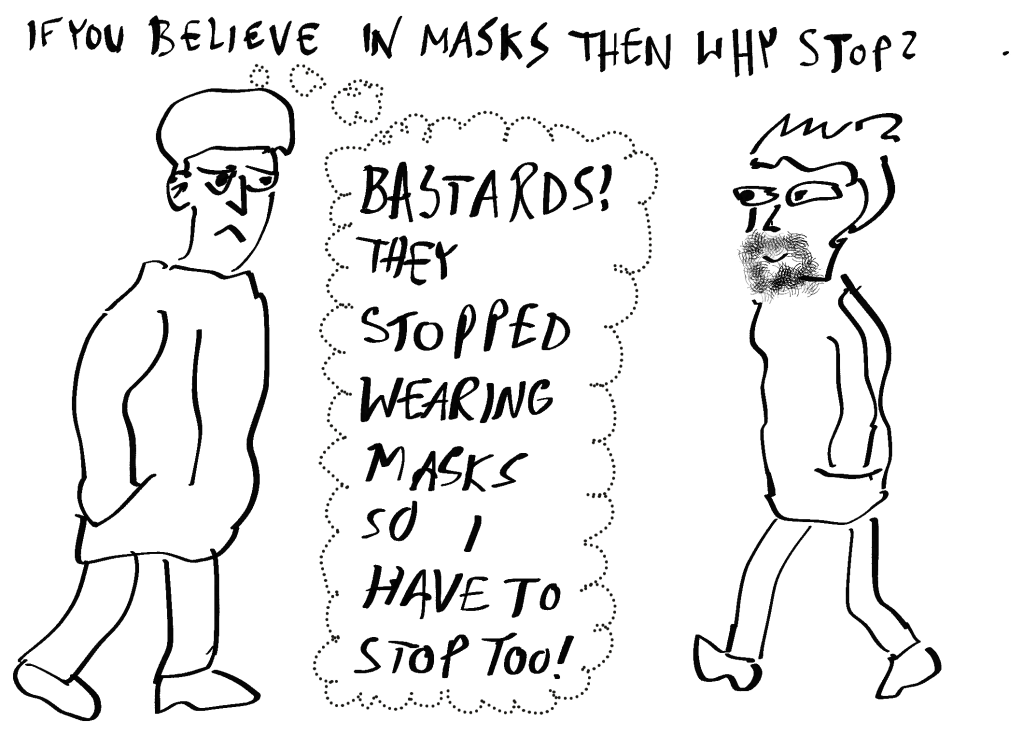 IF YOU BELIEVE IN MASKS THEN WHY STOP?
BASTARDS!
THEY
STOPPED
WEARING
MASKS
SO I
HAVE TO
STOP TOO!